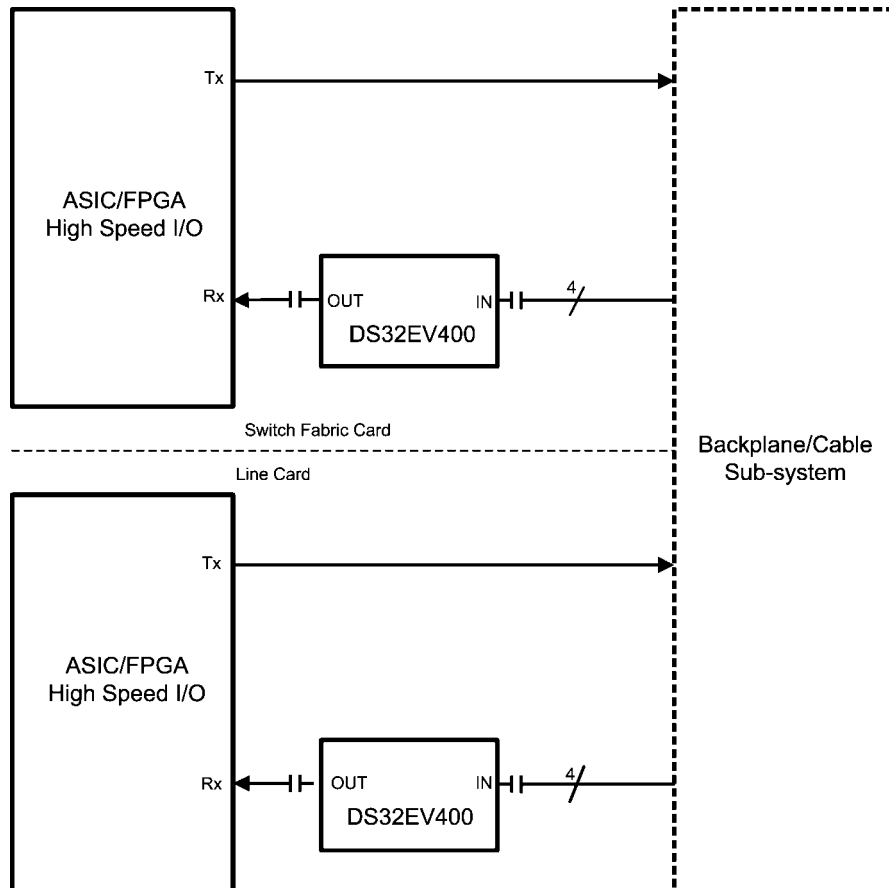 Tx
ASIC/FPGA
High Speed I/O
Rx
OUT
IN
4
DS32EV400
Switch Fabric Card
Backplane/Cable
Sub-system
Line Card
Tx
ASIC/FPGA
High Speed I/O
Rx
OUT
IN
4
DS32EV400